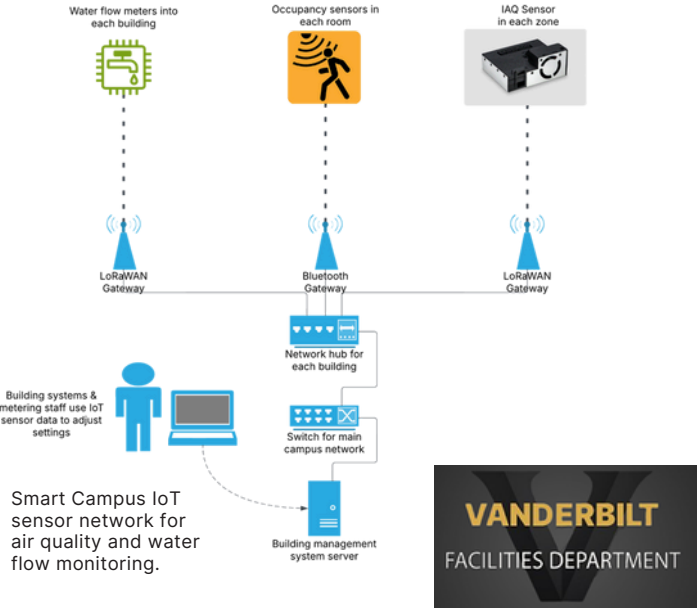 Water flow meters into
each building
Occupancy sensors in
each room
IAQ Sensor
in each zone
LoRaWAN
Gateway
Bluetooth
Gateway
LoRaWAN
Gateway
Network hub for
each building
Building systems &
metering staff use IoT
sensor data to adjust
settings
Switch for main
campus network
Smart Campus IoT
sensor network for
air quality and water
flow monitoring.
Building management
system server
V
VANDERBILT
FACILITIES DEPARTMENT